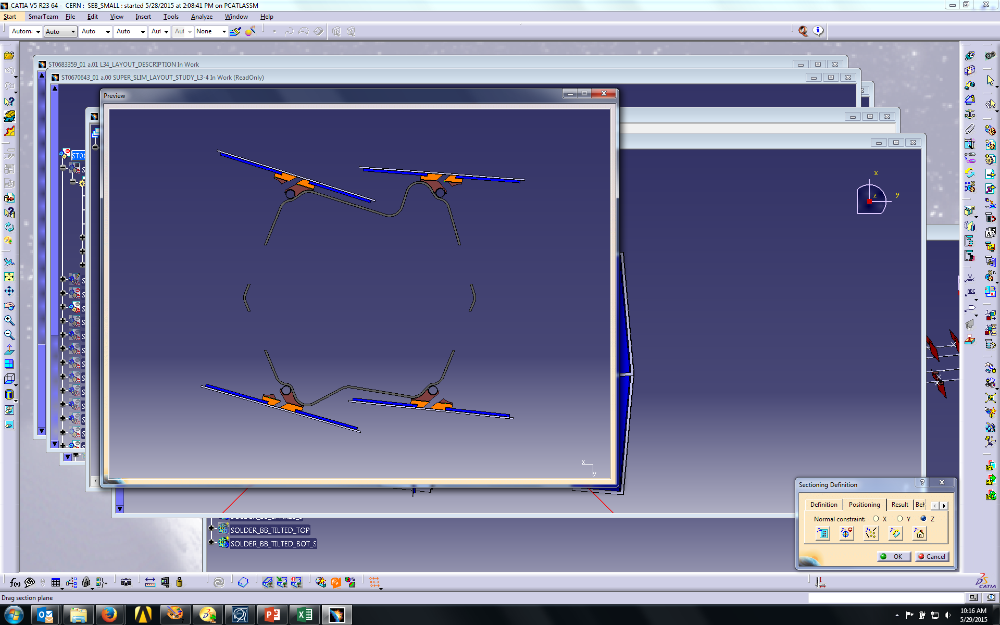 CATIA V5 R23 64 - CERN : SEB_SMALL : started 5/28/2015 at 2:08:41 PM on PCATLASSM
Start SmarTeam File Edit View Insert Tools Analyze Window Help
Autom Auto Auto Auto Aut Aut None
ST0683359_01 a.01 L34_LAYOUT_DESCRIPTION In Work
ST0670643_01 a.00 SUPER_SLIM_LAYOUT_STUDY_L3-4 In Work (ReadOnly)
Preview
ST06
x
z y
x
y
ABC
SOLDER_BB_TILTED_TOP
SOLDER_BB_TILTED_BOT_S
Sectioning Definition
Definition Positioning Result Beh
Normal constraint: X Y Z
OK Cancel
f(x)
CATIA
Drag section plane
10:16 AM
5/29/2015